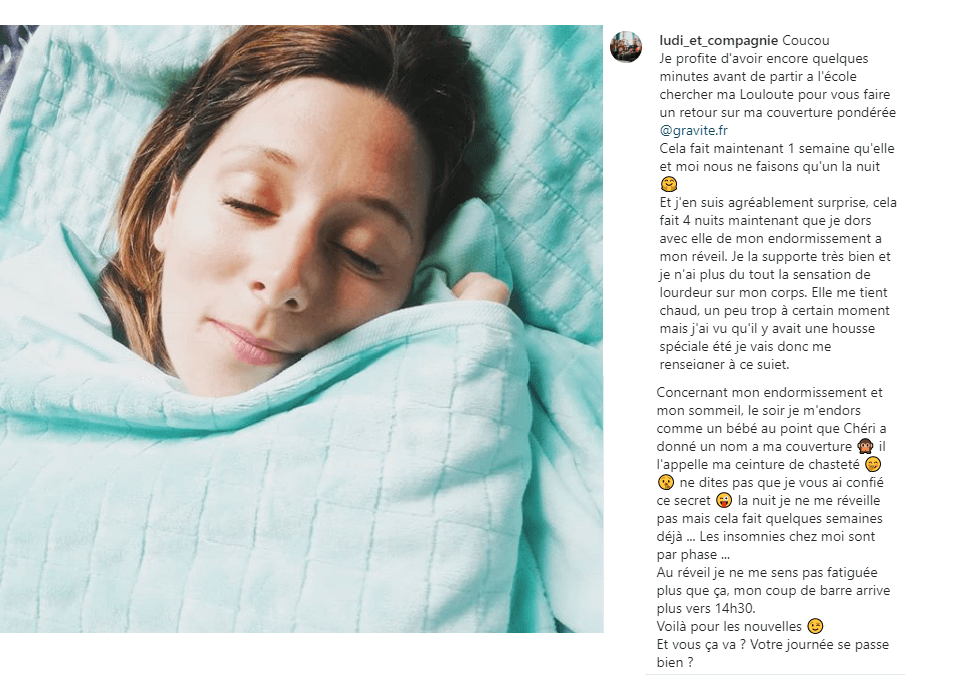 ludi_et_compagnie Coucou
Je profite d'avoir encore quelques
minutes avant de partir a l'école
chercher ma Louloute pour vous faire
un retour sur ma couverture pondérée
@gravite.fr
Cela fait maintenant 1 semaine qu'elle
et moi nous ne faisons qu'un la nuit
🤗
Et j'en suis agréablement surprise, cela
fait 4 nuits maintenant que je dors
avec elle de mon endormissement a
mon réveil. Je la supporte très bien et
je n'ai plus du tout la sensation de
lourdeur sur mon corps. Elle me tient
chaud, un peu trop à certain moment
mais j'ai vu qu'il y avait une housse
spéciale été je vais donc me
renseigner à ce sujet.
Concernant mon endormissement et
mon sommeil, le soir je m'endors
comme un bébé au point que Chéri a
donné un nom a ma couverture 🙊 il
l'appelle ma ceinture de chasteté 🤭
🤫 ne dites pas que je vous ai confié
ce secret 😜 la nuit je ne me réveille
pas mais cela fait quelques semaines
déjà ... Les insomnies chez moi sont
par phase ...
Au réveil je ne me sens pas fatiguée
plus que ça, mon coup de barre arrive
plus vers 14h30.
Voilà pour les nouvelles 😉
Et vous ça va ? Votre journée se passe
bien ?